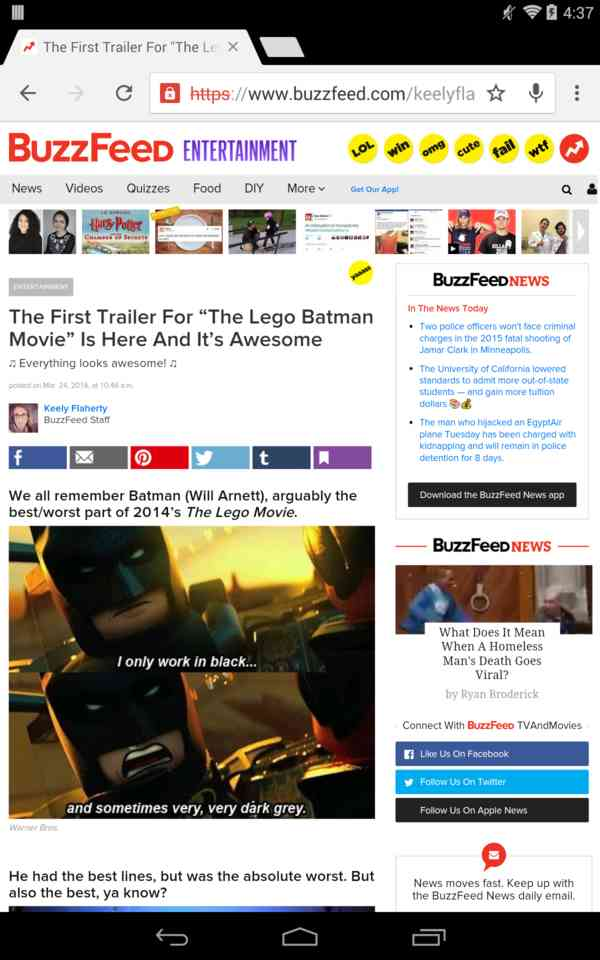 4:37
The First Trailer For "The Le
https://www.buzzfeed.com/keelyfla
BuzzFeed ENTERTAINMENT
LOL win omg cute fail wtf
News Videos Quizzes Food DIY More Get Our App!
yaaass
ENTERTAINMENT
The First Trailer For “The Lego Batman
Movie” Is Here And It’s Awesome
♫ Everything looks awesome! ♫
posted on Mar. 24, 2016, at 10:46 a.m.
Keely Flaherty
BuzzFeed Staff
We all remember Batman (Will Arnett), arguably the
best/worst part of 2014’s The Lego Movie.
I only work in black...
and sometimes very, very dark grey.
Warner Bros.
He had the best lines, but was the absolute worst. But
also the best, ya know?
BuzzFeed NEWS
In The News Today
Two police officers won’t face criminal
charges in the 2015 fatal shooting of
Jamar Clark in Minneapolis.
The University of California lowered
standards to admit more out-of-state
students — and gain more tuition
dollars 📚💰
The man who hijacked an EgyptAir
plane Tuesday has been charged with
kidnapping and will remain in police
detention for 8 days.
Download the BuzzFeed News app
BuzzFeed NEWS
What Does It Mean
When A Homeless
Man's Death Goes
Viral?
by Ryan Broderick
Connect With BuzzFeed TVAndMovies
Like Us On Facebook
Follow Us On Twitter
Follow Us On Apple News
News moves fast. Keep up with
the BuzzFeed News daily email.